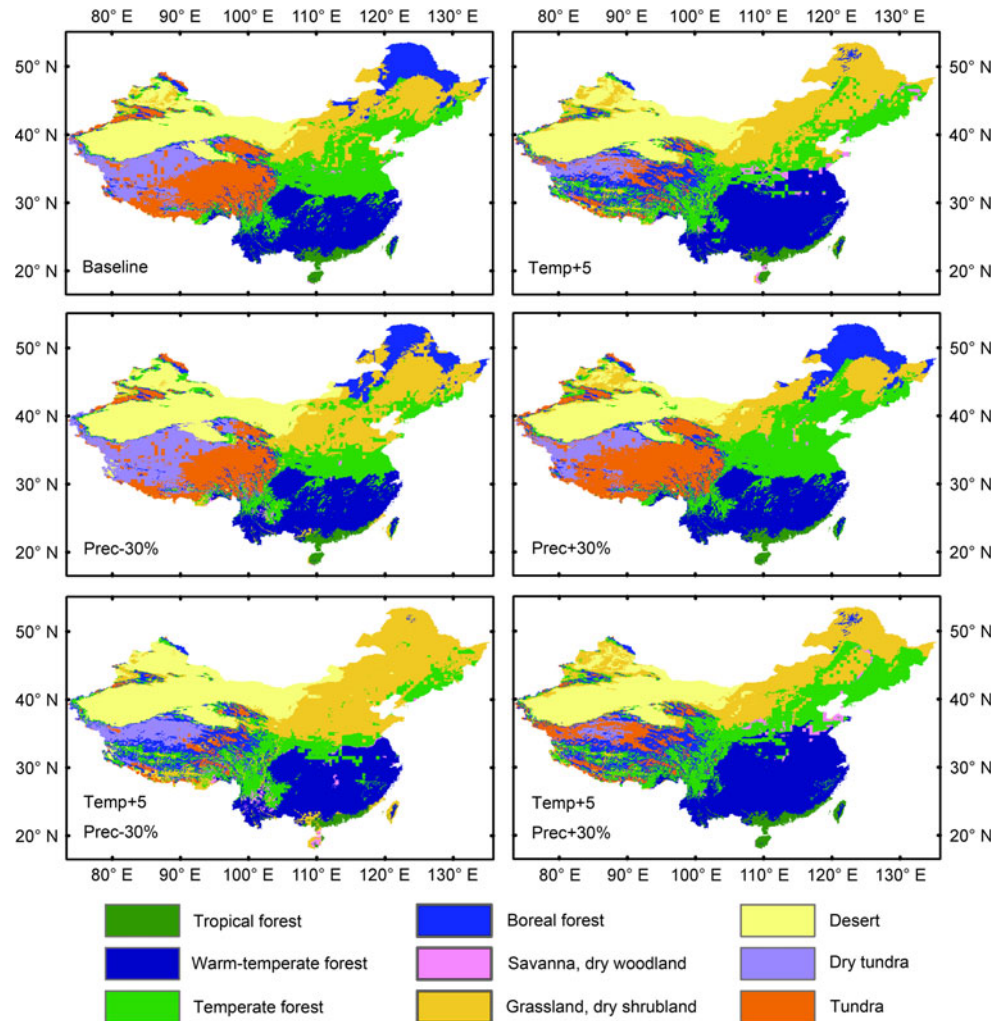 80° E 90° E 100° E 110° E 120° E 130° E 80° E 90° E 100° E 110° E 120° E 130° E
50° N 50° N
40° N 40° N
30° N 30° N
20° N 20° N
Baseline Temp+5
50° N 50° N
40° N 40° N
30° N 30° N
20° N 20° N
Prec-30% Prec+30%
50° N 50° N
40° N 40° N
30° N 30° N
20° N 20° N
Temp+5 Temp+5
Prec-30% Prec+30%
80° E 90° E 100° E 110° E 120° E 130° E 80° E 90° E 100° E 110° E 120° E 130° E
Tropical forest Boreal forest Desert
Warm-temperate forest Savanna, dry woodland Dry tundra
Temperate forest Grassland, dry shrubland Tundra